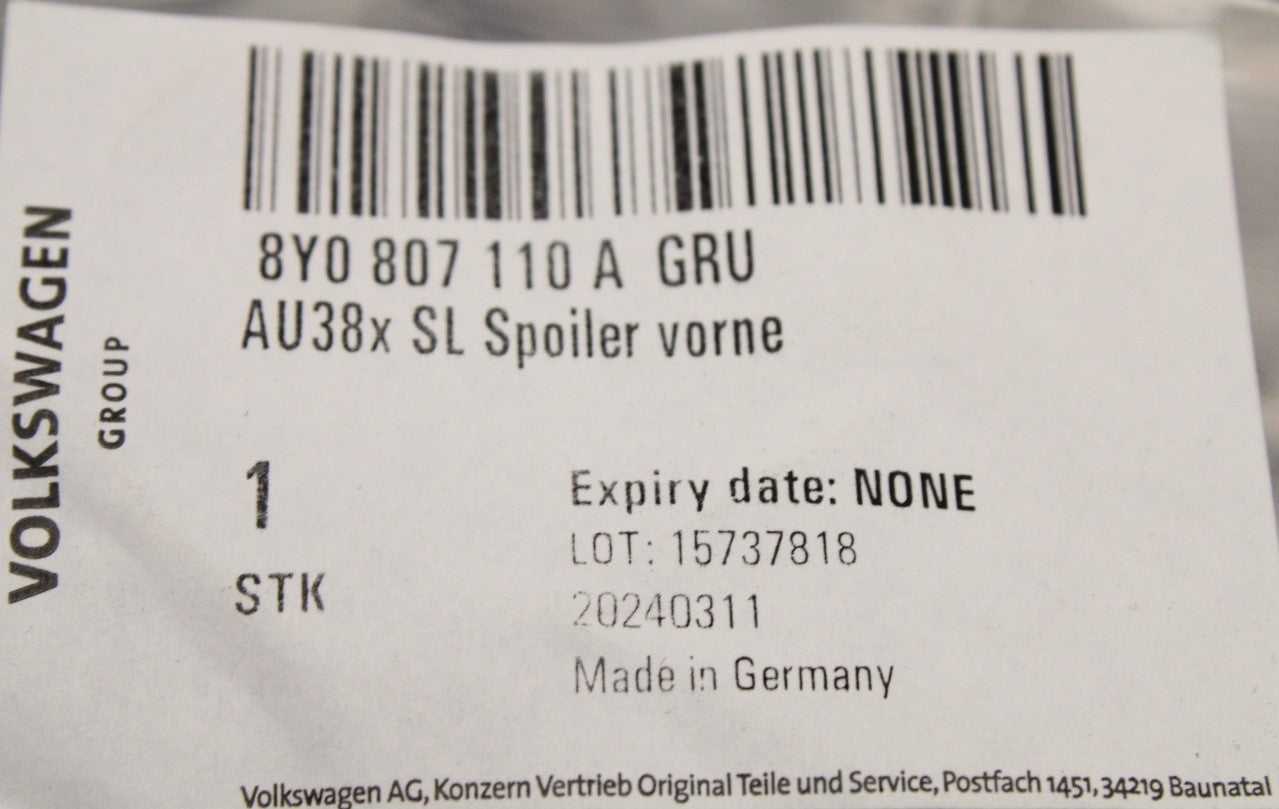 VOLKSWAGEN
GROUP
8Y0 807 110 A GRU
AU38x SL Spoiler vorne
1
STK
Expiry date: NONE
LOT: 15737818
20240311
Made in Germany
Volkswagen AG, Konzern Vertrieb Original Teile und Service, Postfach 1451, 34219 Baunatal